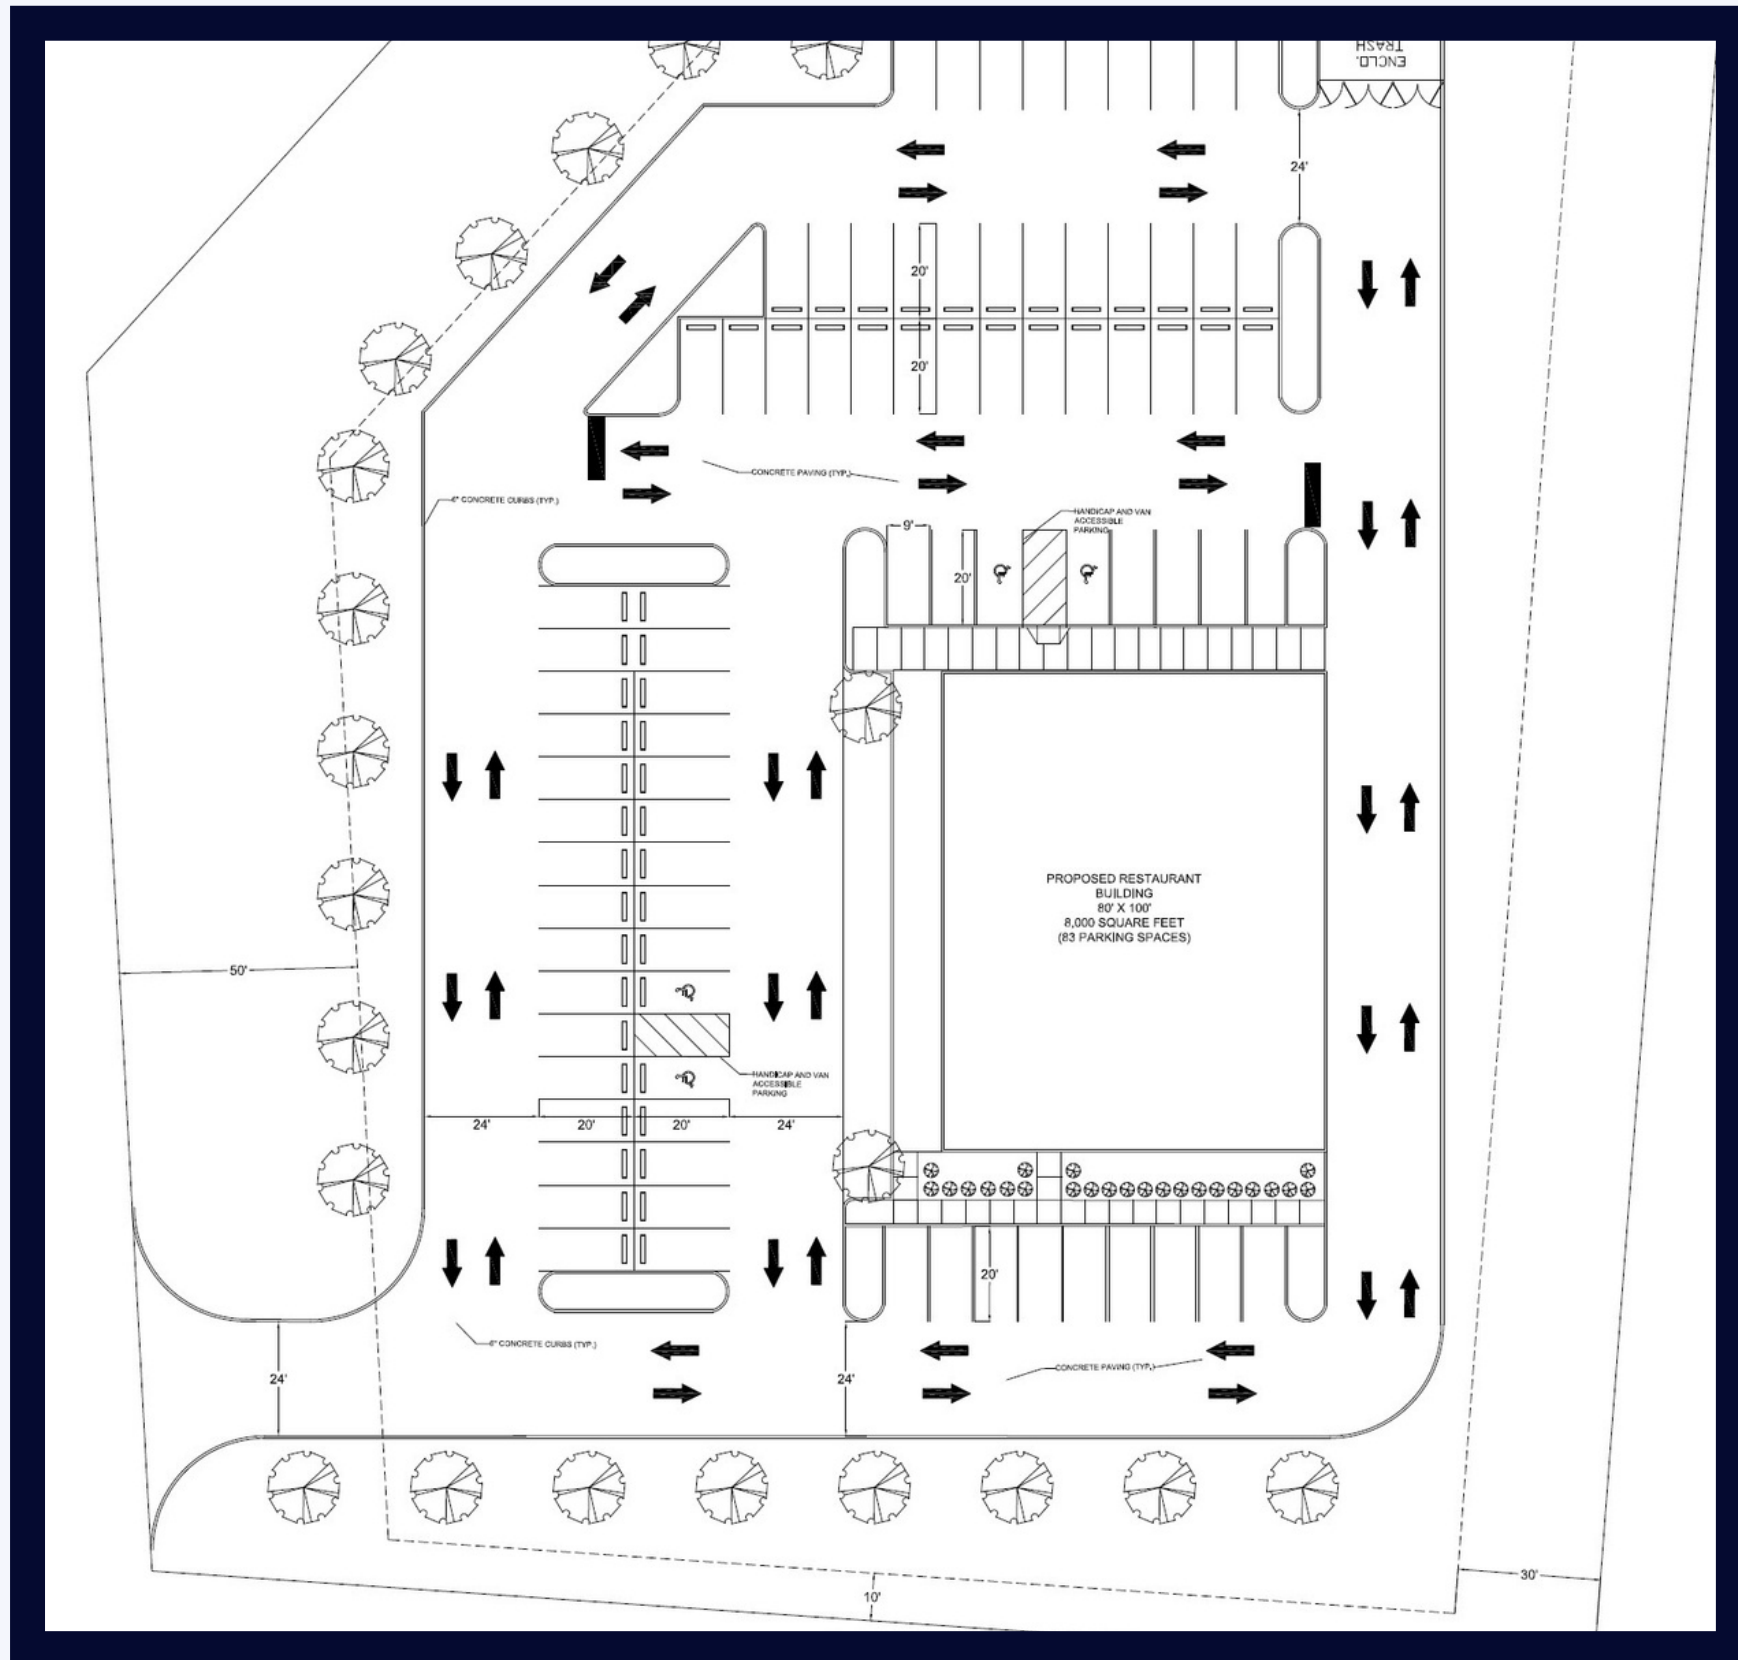 ENCLO.
TRASH
24'
20'
20'
CONCRETE PAVING (TYP.)
6" CONCRETE CURBS (TYP.)
HANDICAP AND VAN
ACCESSIBLE
PARKING
9'
20'
PROPOSED RESTAURANT
BUILDING
80' X 100'
8,000 SQUARE FEET
(83 PARKING SPACES)
50'
HANDICAP AND VAN
ACCESSIBLE
PARKING
24'
20'
20'
24'
20'
6" CONCRETE CURBS (TYP.)
CONCRETE PAVING (TYP.)
24'
24'
30'
10'